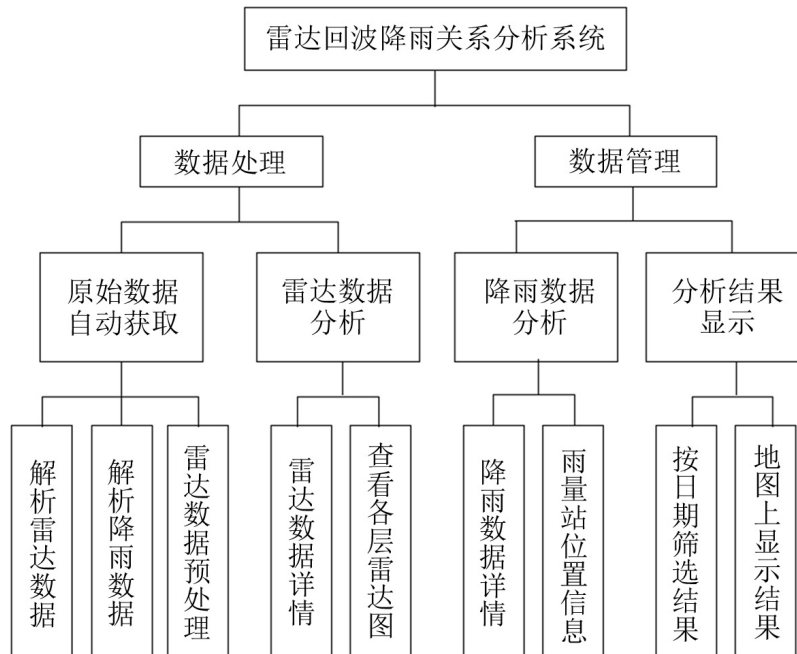 雷达回波降雨关系分析系统
数据处理
数据管理
原始数据
自动获取
雷达数据
分析
降雨数据
分析
分析结果
显示
解析雷达数据
解析降雨数据
雷达数据预处理
雷达数据详情
查看各层雷达图
降雨数据详情
雨量站位置信息
按日期筛选结果
地图上显示结果